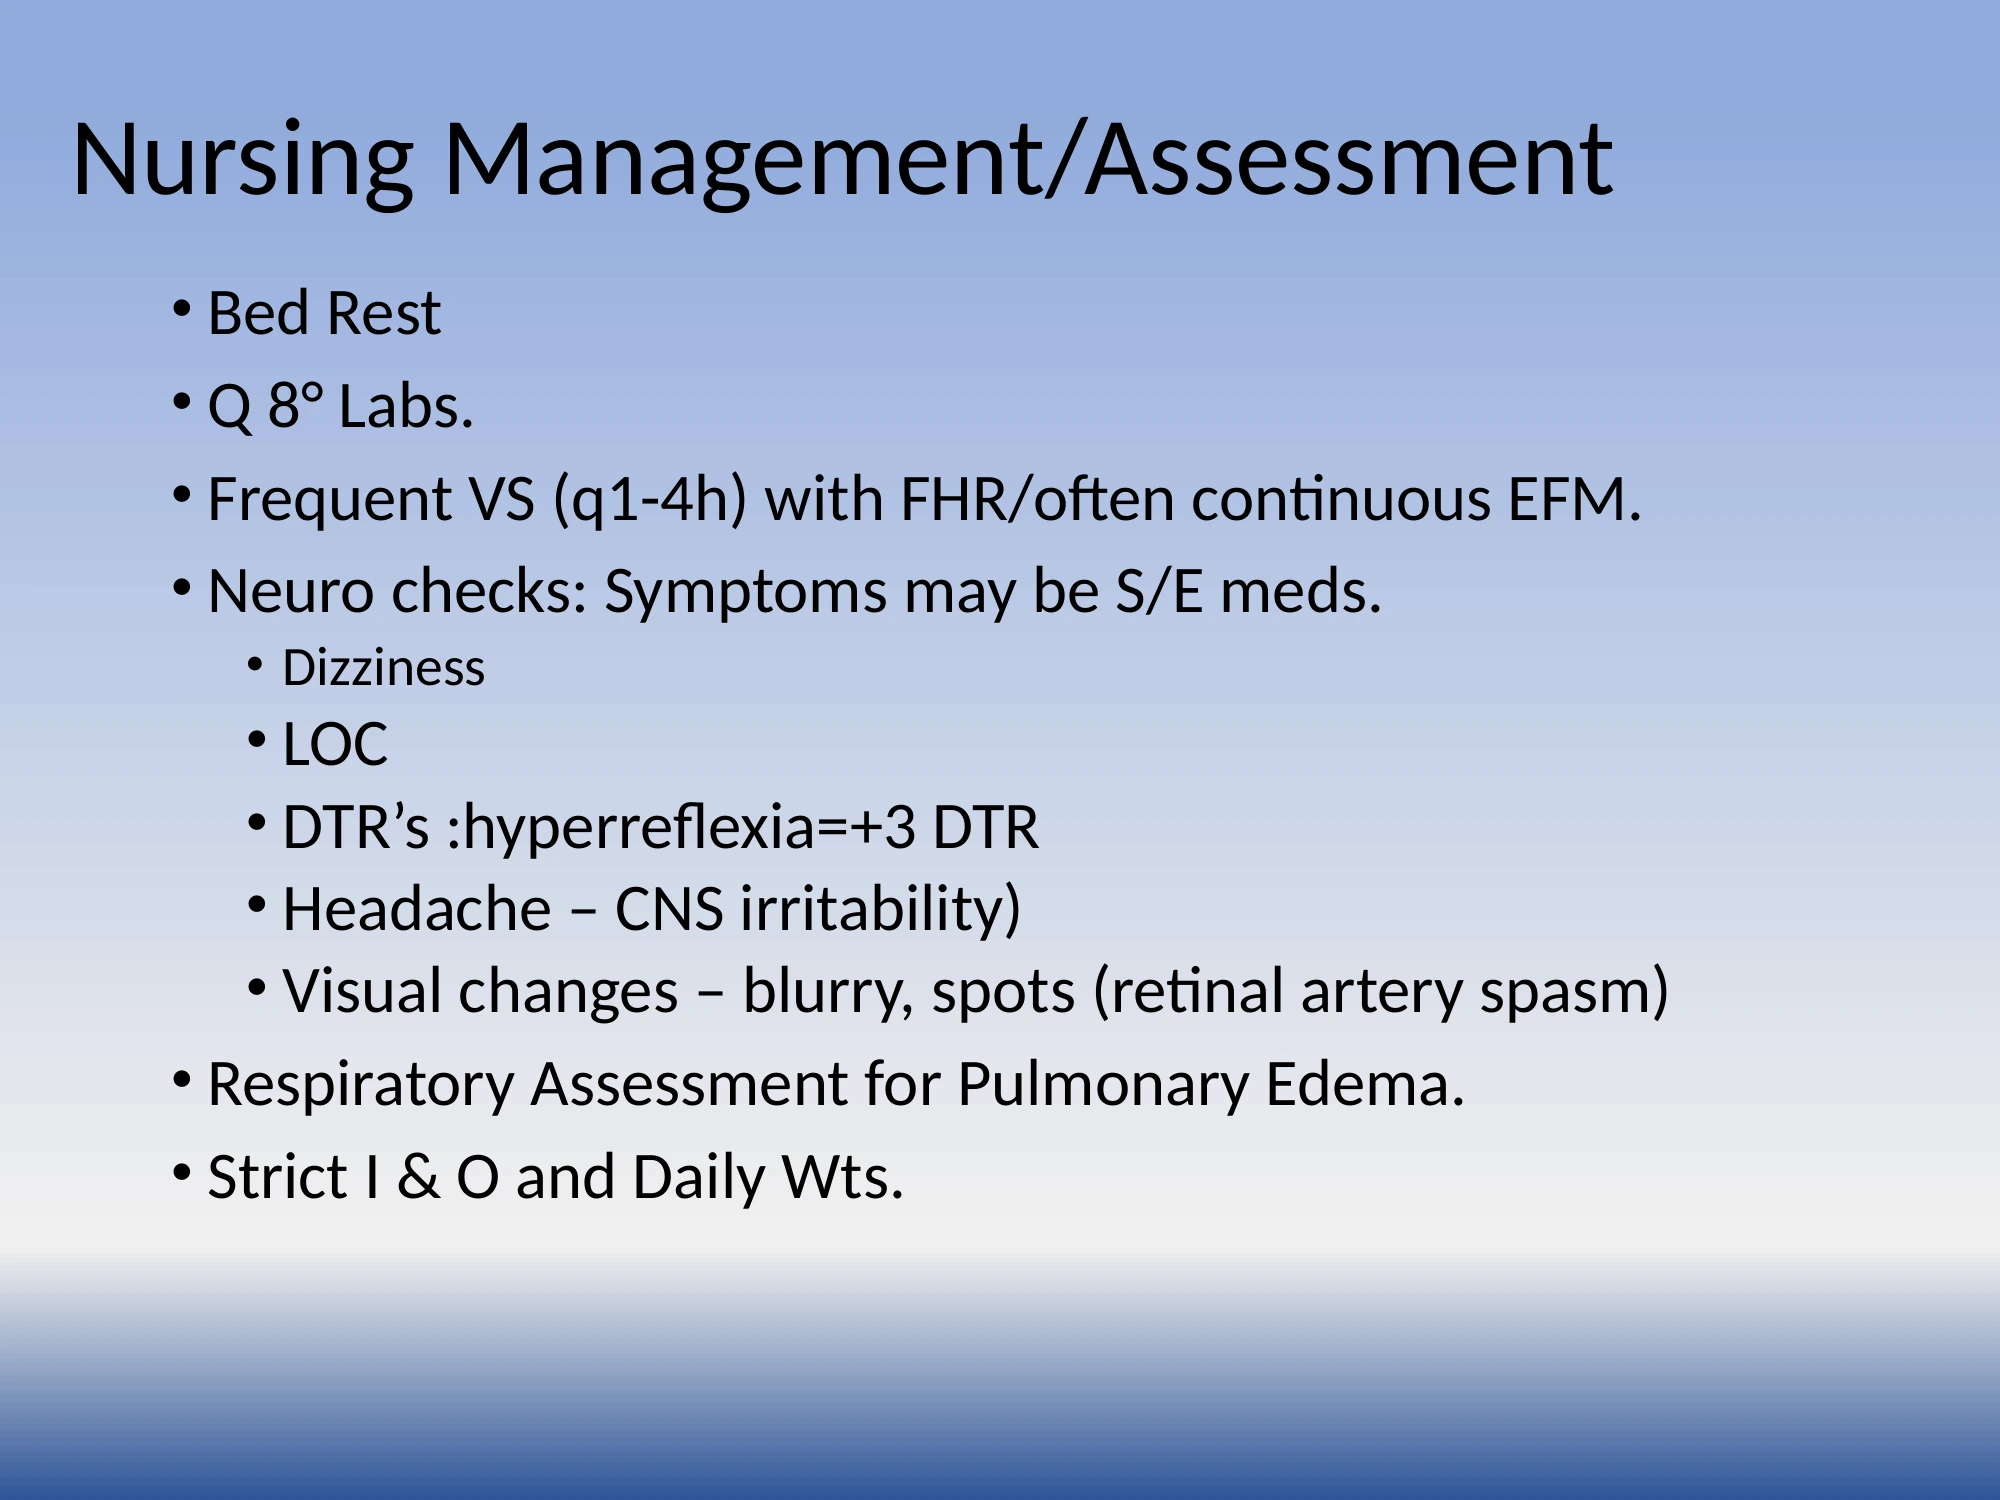 Nursing Management/Assessment
• Bed Rest
• Q 8° Labs.
• Frequent VS (q1-4h) with FHR/often continuous EFM.
• Neuro checks: Symptoms may be S/E meds.
• Dizziness
• LOC
• DTR’s :hyperreflexia=+3 DTR
• Headache – CNS irritability)
• Visual changes – blurry, spots (retinal artery spasm)
• Respiratory Assessment for Pulmonary Edema.
• Strict I & O and Daily Wts.